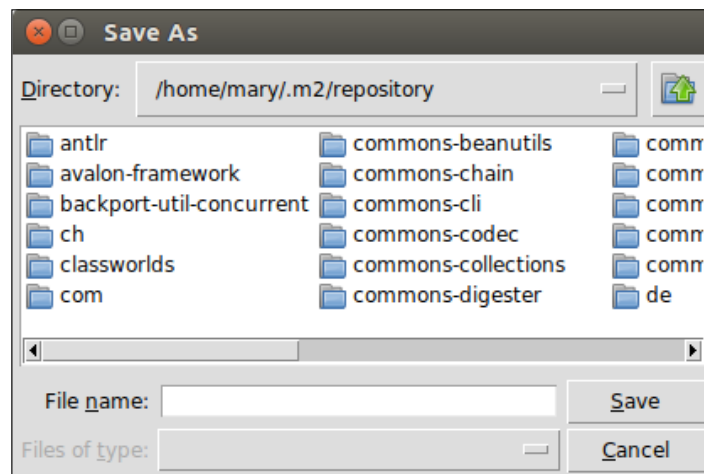 Save As
Directory: /home/mary/.m2/repository
antlr commons-beanutils
avalon-framework commons-chain
backport-util-concurrent commons-cli
ch commons-codec
classworlds commons-collections
com commons-digester de
File name: Save
Files of type: Cancel